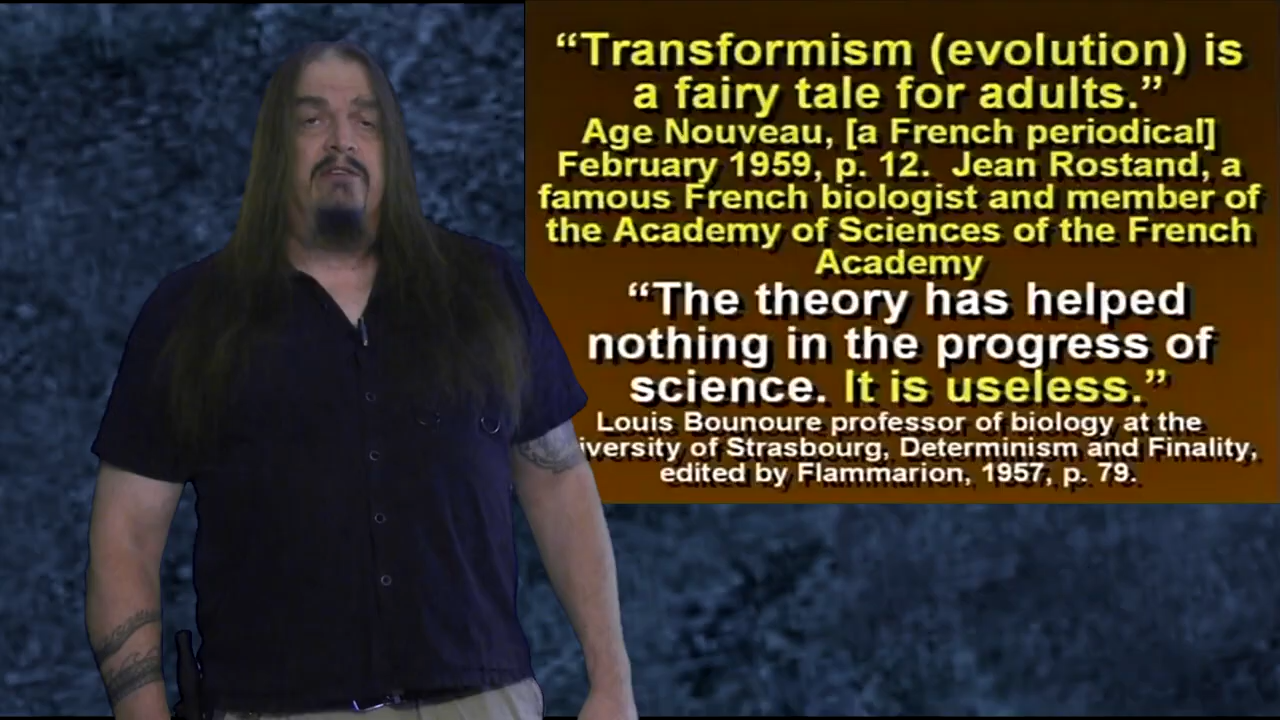 “Transformism (evolution) is
a fairy tale for adults.”
Age Nouveau, [a French periodical]
February 1959, p. 12. Jean Rostand, a
famous French biologist and member of
the Academy of Sciences of the French
Academy
“The theory has helped
nothing in the progress of
science. It is useless.”
Louis Bounoure professor of biology at the
iversity of Strasbourg, Determinism and Finality,
edited by Flammarion, 1957, p. 79.